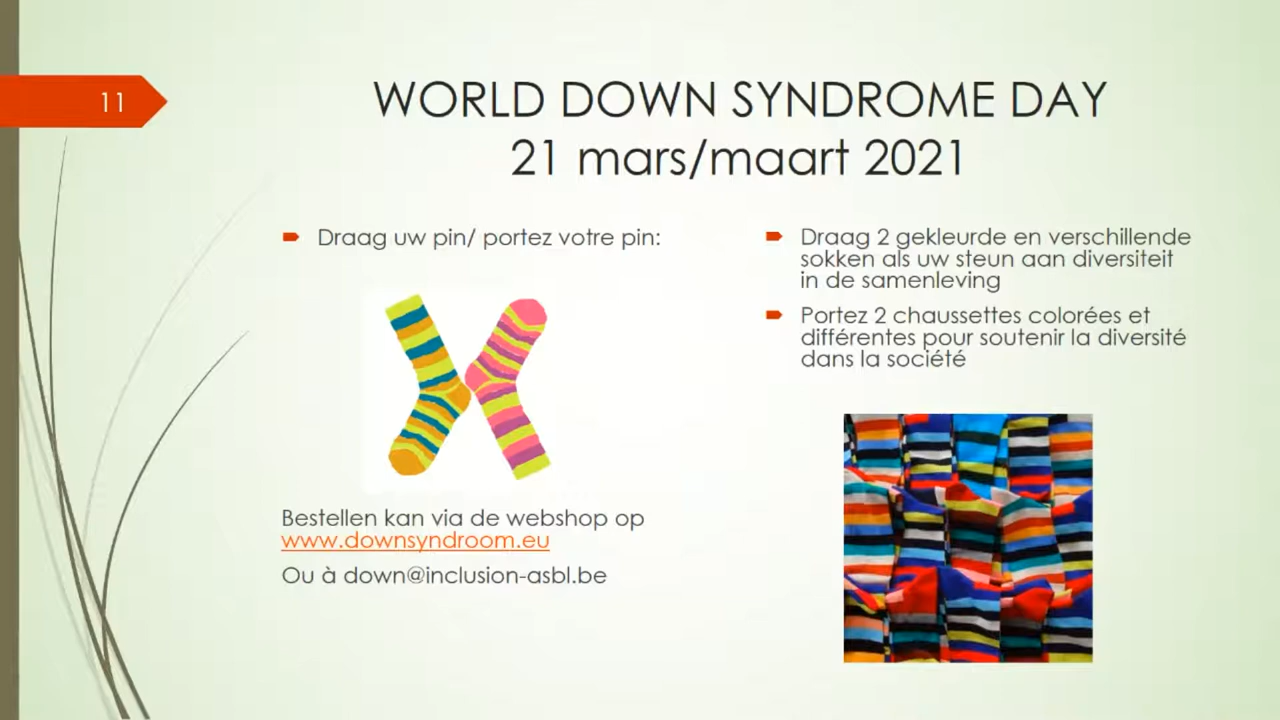 11
WORLD DOWN SYNDROME DAY
21 mars/maart 2021
Draag uw pin/ portez votre pin:
Bestellen kan via de webshop op
www.downsyndroom.eu
Ou à down@inclusion-asbl.be
Draag 2 gekleurde en verschillende
sokken als uw steun aan diversiteit
in de samenleving
Portez 2 chaussettes colorées et
différentes pour soutenir la diversité
dans la société